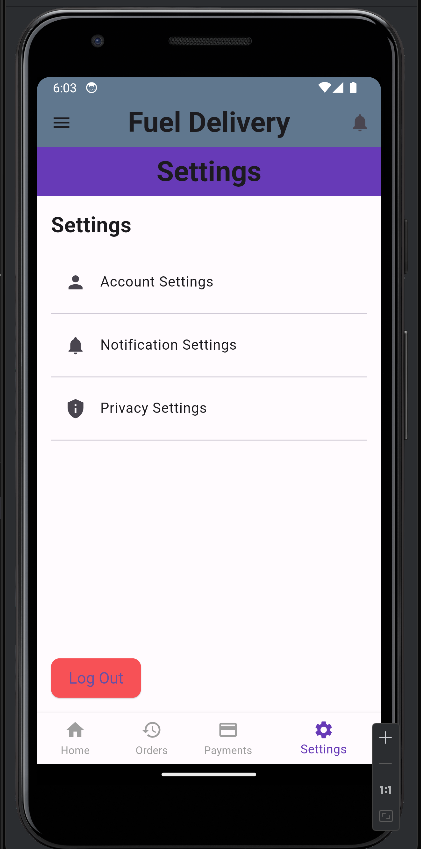 6:03
Fuel Delivery
Settings
Settings
Account Settings
Notification Settings
Privacy Settings
Log Out
Home Orders Payments Settings
1:1